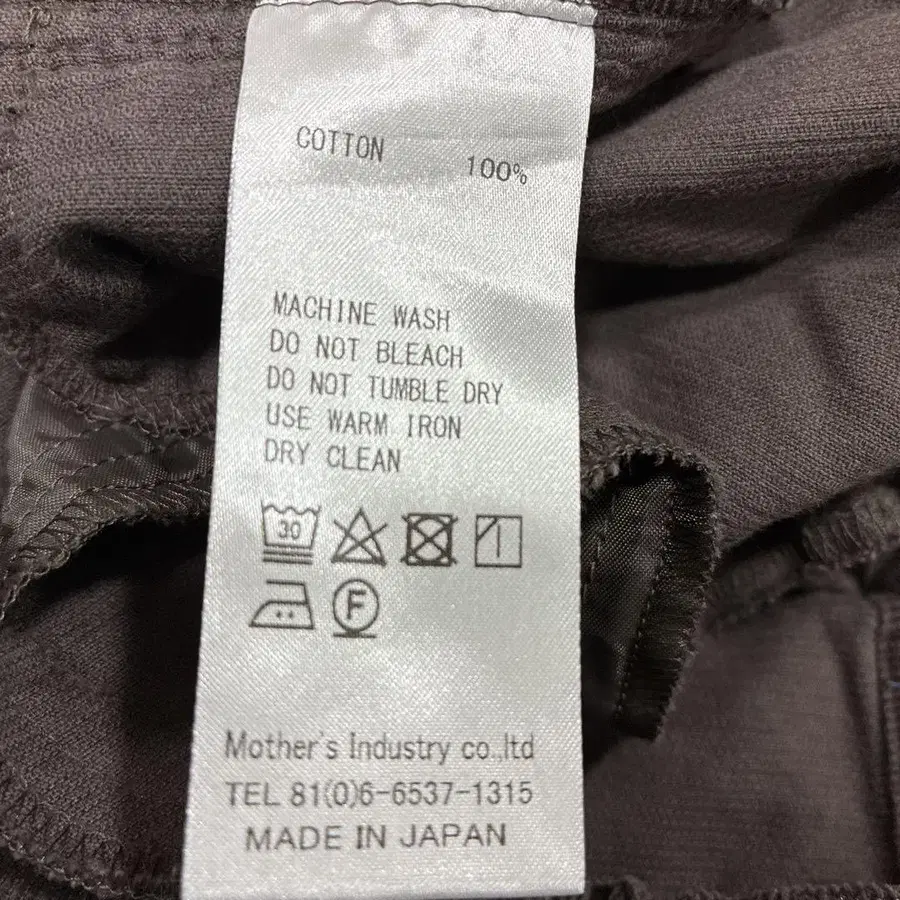 COTTON 100%
MACHINE WASH
DO NOT BLEACH
DO NOT TUMBLE DRY
USE WARM IRON
DRY CLEAN
30
F
Mother's Industry co.,ltd
TEL 81(0)6-6537-1315
MADE IN JAPAN